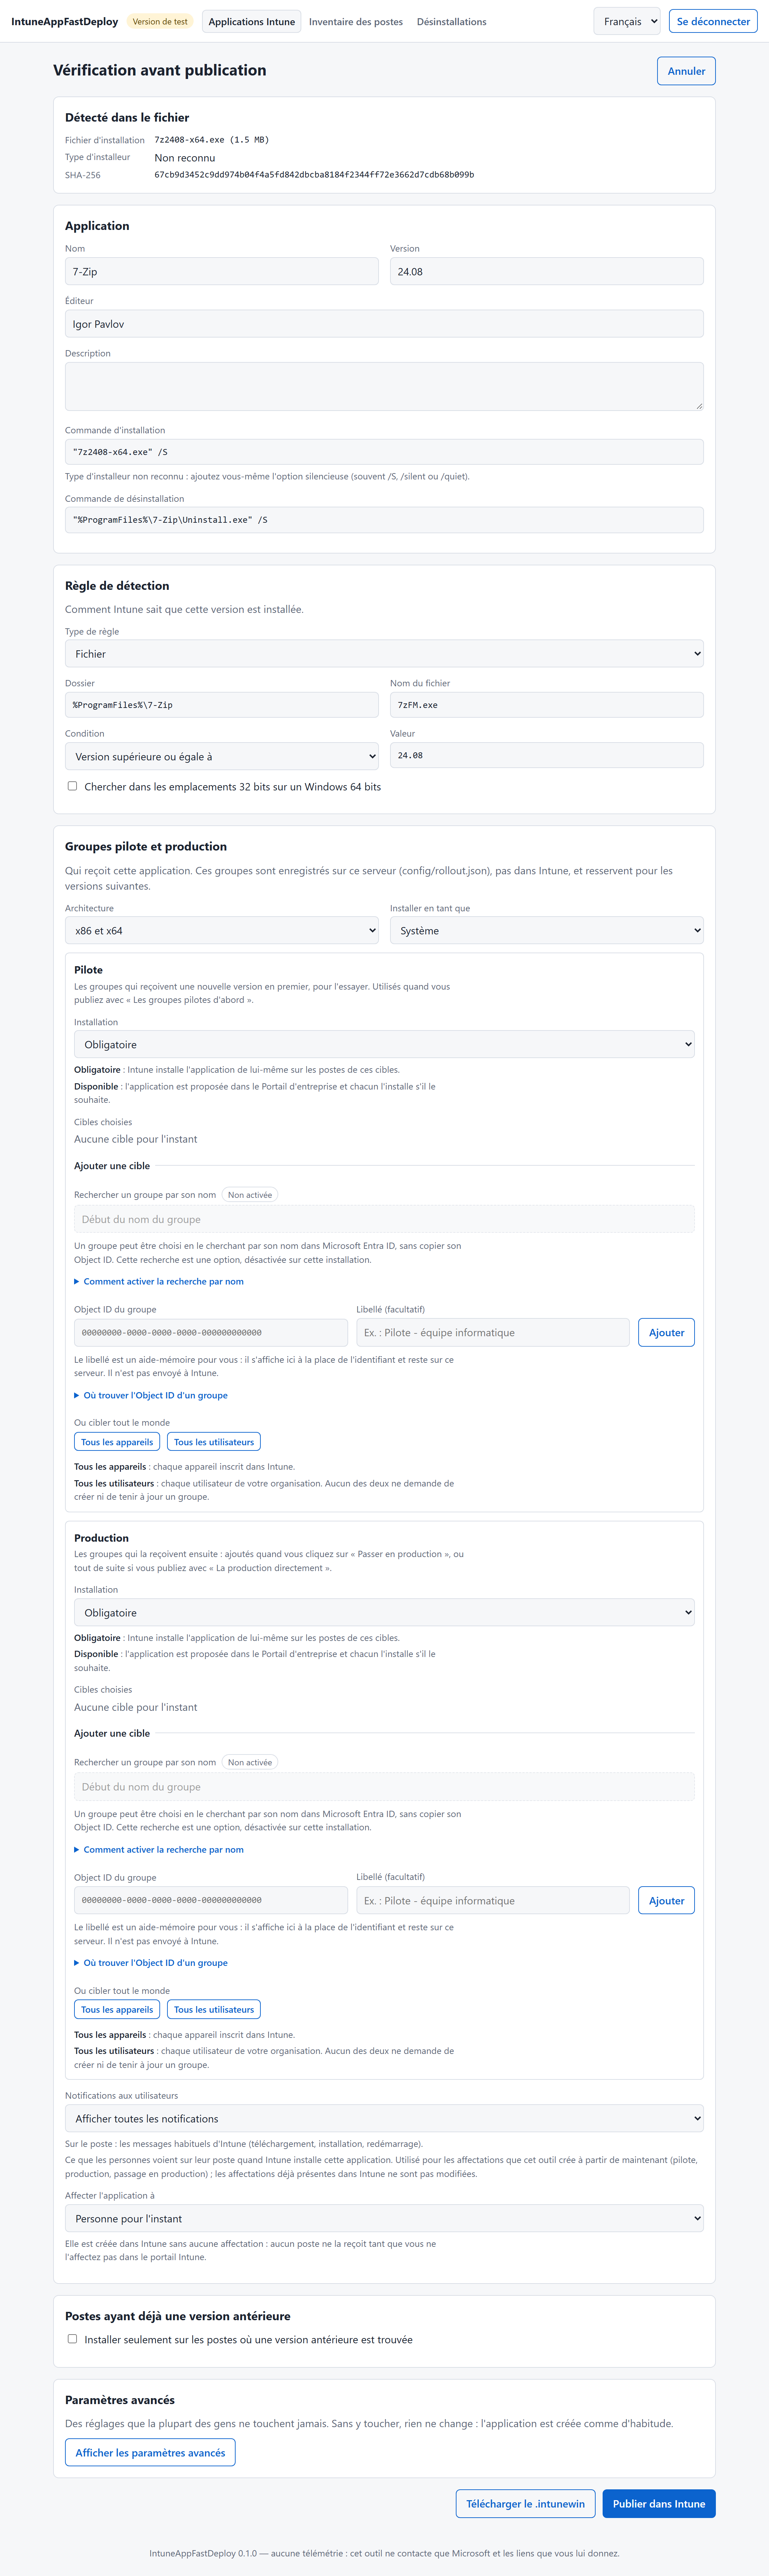 IntuneAppFastDeploy Version de test Applications Intune Inventaire des postes Désinstallations Français Se déconnecter
Vérification avant publication Annuler
Détecté dans le fichier
Fichier d'installation 7z2408-x64.exe (1.5 MB)
Type d'installeur Non reconnu
SHA-256 67cb9d3452c9dd974b04f4a5fd842dbcba8184f2344ff72e3662d7cdb68b099b
Application
Nom Version
7-Zip 24.08
Éditeur
Igor Pavlov
Description
Commande d'installation
"7z2408-x64.exe" /S
Type d'installeur non reconnu : ajoutez vous-même l'option silencieuse (souvent /S, /silent ou /quiet).
Commande de désinstallation
"%ProgramFiles%\7-Zip\Uninstall.exe" /S
Règle de détection
Comment Intune sait que cette version est installée.
Type de règle
Fichier
Dossier Nom du fichier
%ProgramFiles%\7-Zip 7zFM.exe
Condition Valeur
Version supérieure ou égale à 24.08
Chercher dans les emplacements 32 bits sur un Windows 64 bits
Groupes pilote et production
Qui reçoit cette application. Ces groupes sont enregistrés sur ce serveur (config/rollout.json), pas dans Intune, et resservent pour les
versions suivantes.
Architecture Installer en tant que
x86 et x64 Système
Pilote
Les groupes qui reçoivent une nouvelle version en premier, pour l'essayer. Utilisés quand vous
publiez avec « Les groupes pilotes d'abord ».
Installation
Obligatoire
Obligatoire : Intune installe l'application de lui-même sur les postes de ces cibles.
Disponible : l'application est proposée dans le Portail d'entreprise et chacun l'installe s'il le
souhaite.
Cibles choisies
Aucune cible pour l'instant
Ajouter une cible
Rechercher un groupe par son nom Non activée
Début du nom du groupe
Un groupe peut être choisi en le cherchant par son nom dans Microsoft Entra ID, sans copier son
Object ID. Cette recherche est une option, désactivée sur cette installation.
Comment activer la recherche par nom
Object ID du groupe Libellé (facultatif)
00000000-0000-0000-0000-000000000000 Ex. : Pilote - équipe informatique Ajouter
Le libellé est un aide-mémoire pour vous : il s'affiche ici à la place de l'identifiant et reste sur ce
serveur. Il n'est pas envoyé à Intune.
Où trouver l'Object ID d'un groupe
Ou cibler tout le monde
Tous les appareils Tous les utilisateurs
Tous les appareils : chaque appareil inscrit dans Intune.
Tous les utilisateurs : chaque utilisateur de votre organisation. Aucun des deux ne demande de
créer ni de tenir à jour un groupe.
Production
Les groupes qui la reçoivent ensuite : ajoutés quand vous cliquez sur « Passer en production », ou
tout de suite si vous publiez avec « La production directement ».
Installation
Obligatoire
Obligatoire : Intune installe l'application de lui-même sur les postes de ces cibles.
Disponible : l'application est proposée dans le Portail d'entreprise et chacun l'installe s'il le
souhaite.
Cibles choisies
Aucune cible pour l'instant
Ajouter une cible
Rechercher un groupe par son nom Non activée
Début du nom du groupe
Un groupe peut être choisi en le cherchant par son nom dans Microsoft Entra ID, sans copier son
Object ID. Cette recherche est une option, désactivée sur cette installation.
Comment activer la recherche par nom
Object ID du groupe Libellé (facultatif)
00000000-0000-0000-0000-000000000000 Ex. : Pilote - équipe informatique Ajouter
Le libellé est un aide-mémoire pour vous : il s'affiche ici à la place de l'identifiant et reste sur ce
serveur. Il n'est pas envoyé à Intune.
Où trouver l'Object ID d'un groupe
Ou cibler tout le monde
Tous les appareils Tous les utilisateurs
Tous les appareils : chaque appareil inscrit dans Intune.
Tous les utilisateurs : chaque utilisateur de votre organisation. Aucun des deux ne demande de
créer ni de tenir à jour un groupe.
Notifications aux utilisateurs
Afficher toutes les notifications
Sur le poste : les messages habituels d'Intune (téléchargement, installation, redémarrage).
Ce que les personnes voient sur leur poste quand Intune installe cette application. Utilisé pour les affectations que cet outil crée à partir de maintenant (pilote,
production, passage en production) ; les affectations déjà présentes dans Intune ne sont pas modifiées.
Affecter l'application à
Personne pour l'instant
Elle est créée dans Intune sans aucune affectation : aucun poste ne la reçoit tant que vous ne
l'affectez pas dans le portail Intune.
Postes ayant déjà une version antérieure
Installer seulement sur les postes où une version antérieure est trouvée
Paramètres avancés
Des réglages que la plupart des gens ne touchent jamais. Sans y toucher, rien ne change : l'application est créée comme d'habitude.
Afficher les paramètres avancés
Télécharger le .intunewin Publier dans Intune
IntuneAppFastDeploy 0.1.0 — aucune télémétrie : cet outil ne contacte que Microsoft et les liens que vous lui donnez.